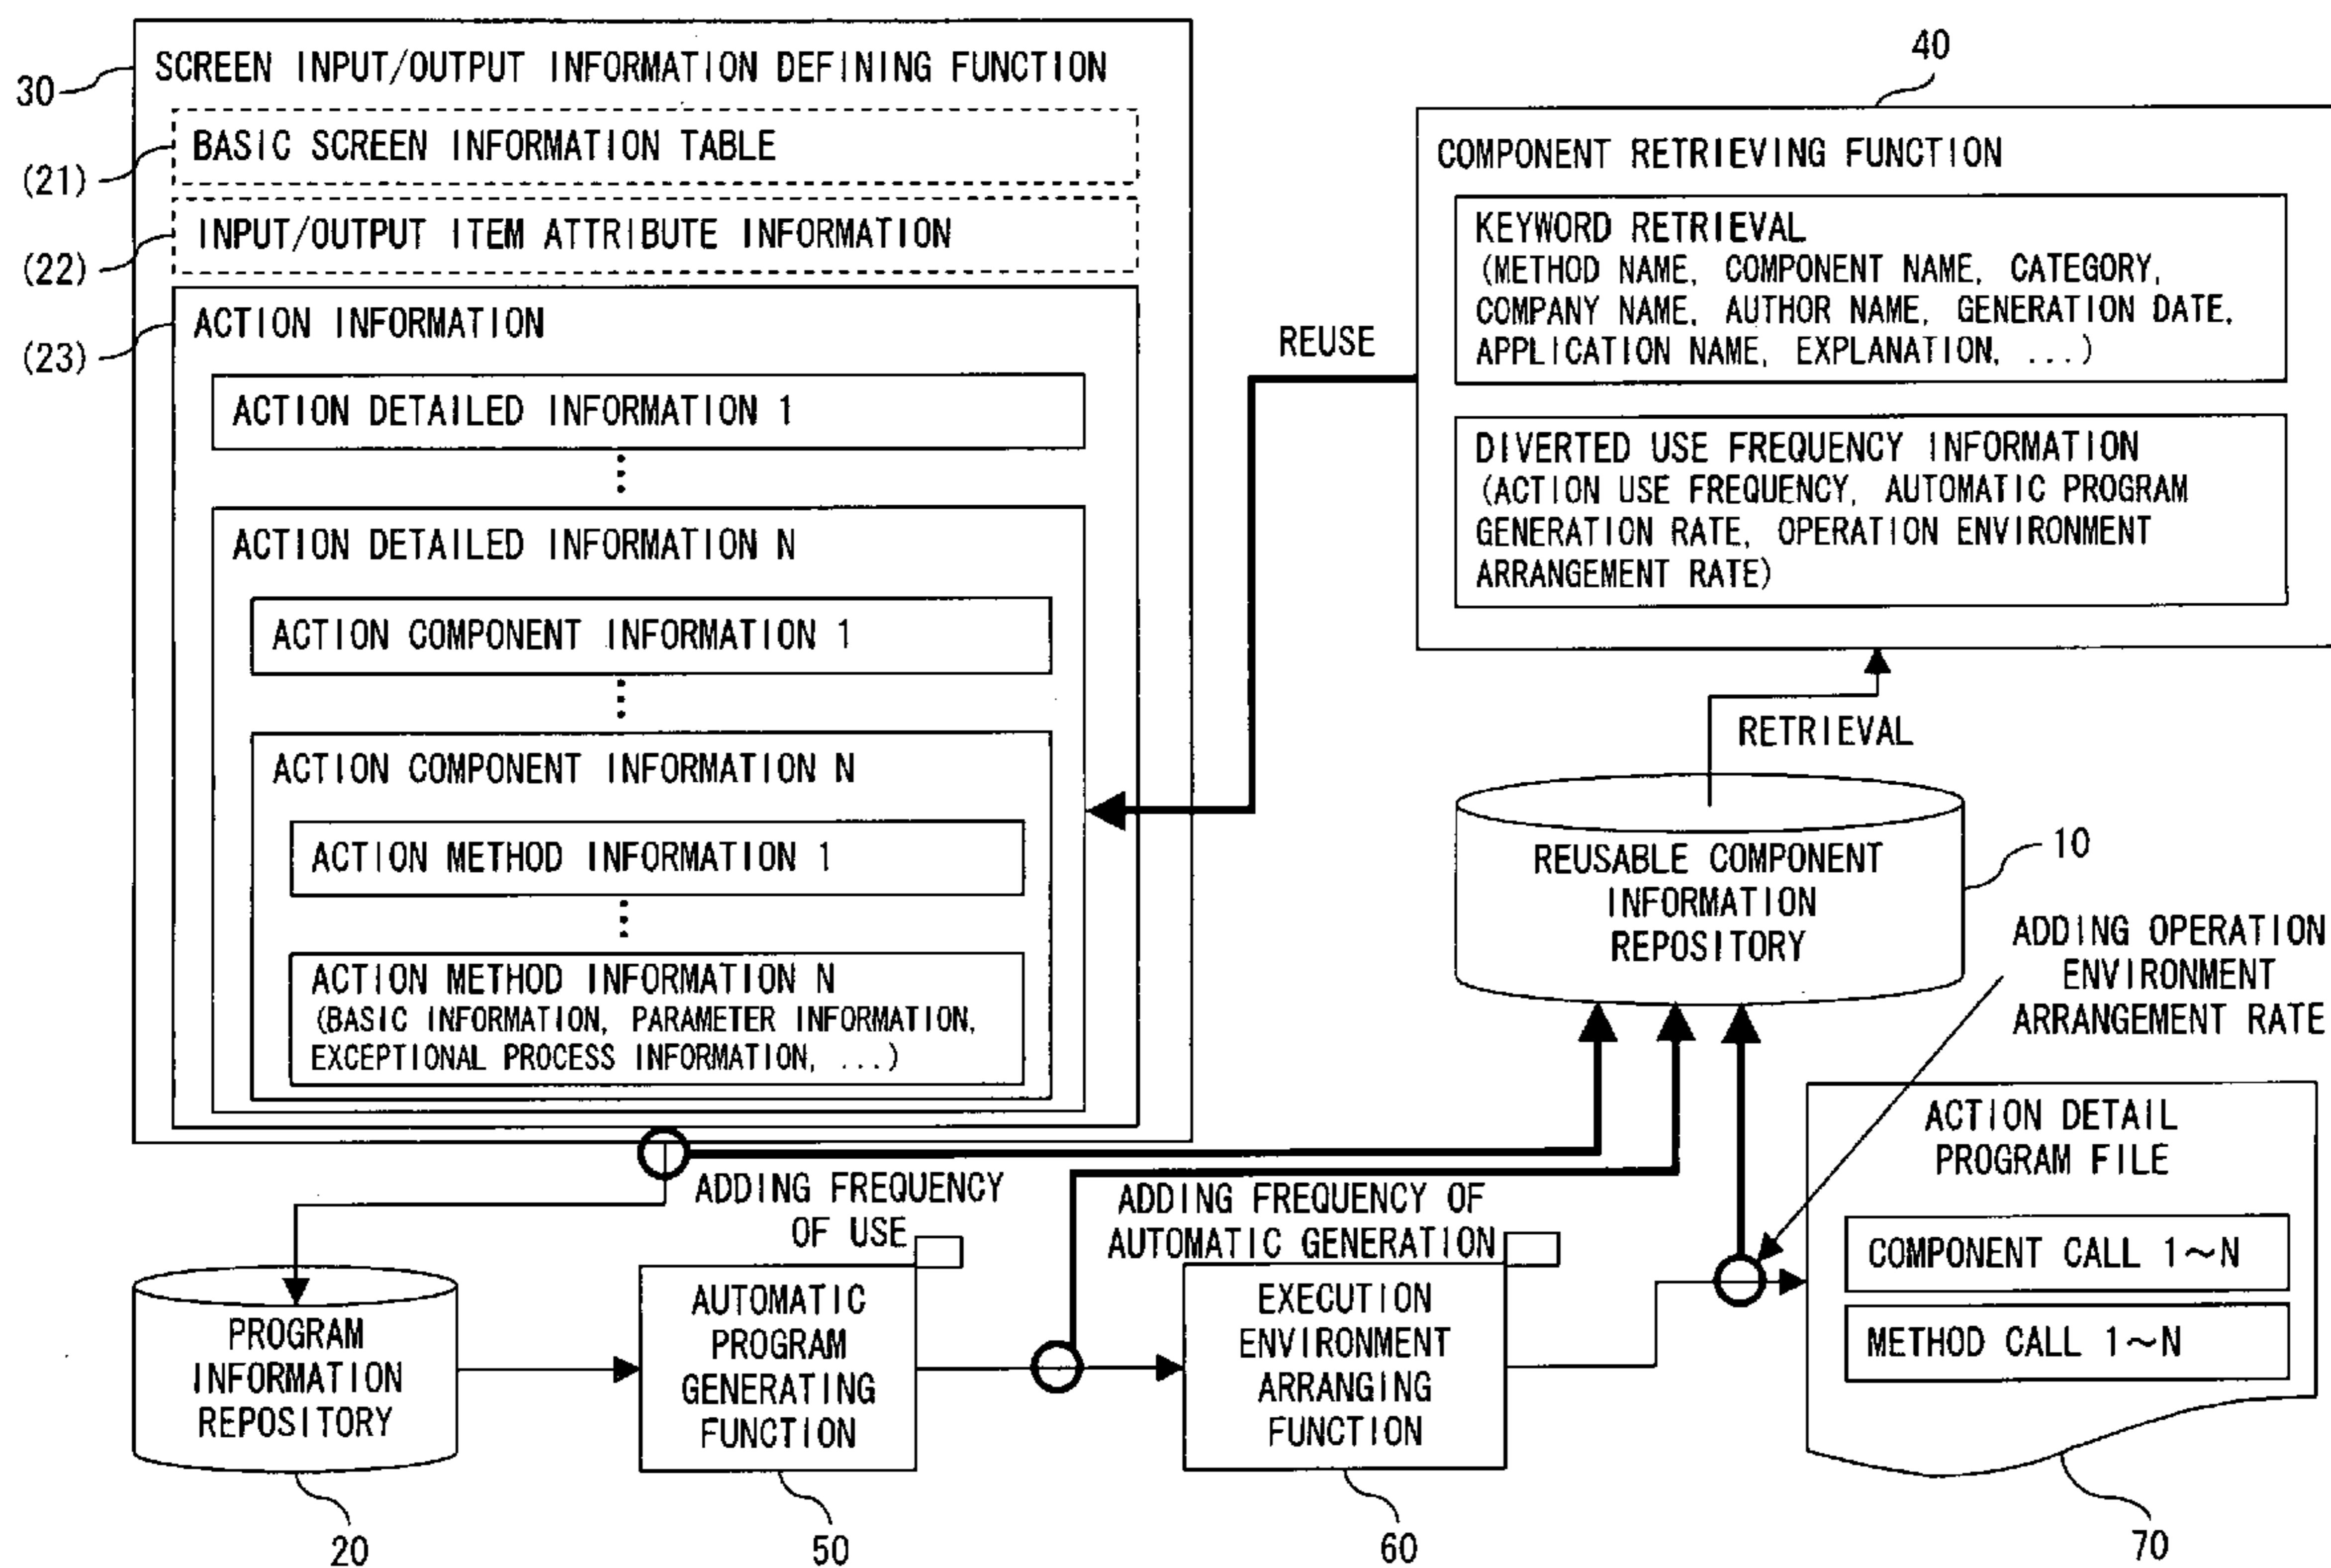 30
SCREEN INPUT/OUTPUT INFORMATION DEFINING FUNCTION
(21)
BASIC SCREEN INFORMATION TABLE
(22)
INPUT/OUTPUT ITEM ATTRIBUTE INFORMATION
(23)
ACTION INFORMATION
ACTION DETAILED INFORMATION 1
ACTION DETAILED INFORMATION N
ACTION COMPONENT INFORMATION 1
ACTION COMPONENT INFORMATION N
ACTION METHOD INFORMATION 1
ACTION METHOD INFORMATION N
(BASIC INFORMATION, PARAMETER INFORMATION,
EXCEPTIONAL PROCESS INFORMATION, ...)
REUSE
40
COMPONENT RETRIEVING FUNCTION
KEYWORD RETRIEVAL
(METHOD NAME, COMPONENT NAME, CATEGORY,
COMPANY NAME, AUTHOR NAME, GENERATION DATE,
APPLICATION NAME, EXPLANATION, ...)
DIVERTED USE FREQUENCY INFORMATION
(ACTION USE FREQUENCY, AUTOMATIC PROGRAM
GENERATION RATE, OPERATION ENVIRONMENT
ARRANGEMENT RATE)
RETRIEVAL
REUSABLE COMPONENT
INFORMATION
REPOSITORY
10
ADDING OPERATION
ENVIRONMENT
ARRANGEMENT RATE
ADDING FREQUENCY
OF USE
ADDING FREQUENCY OF
AUTOMATIC GENERATION
PROGRAM
INFORMATION
REPOSITORY
20
AUTOMATIC
PROGRAM
GENERATING
FUNCTION
50
EXECUTION
ENVIRONMENT
ARRANGING
FUNCTION
60
ACTION DETAIL
PROGRAM FILE
COMPONENT CALL 1~N
METHOD CALL 1~N
70